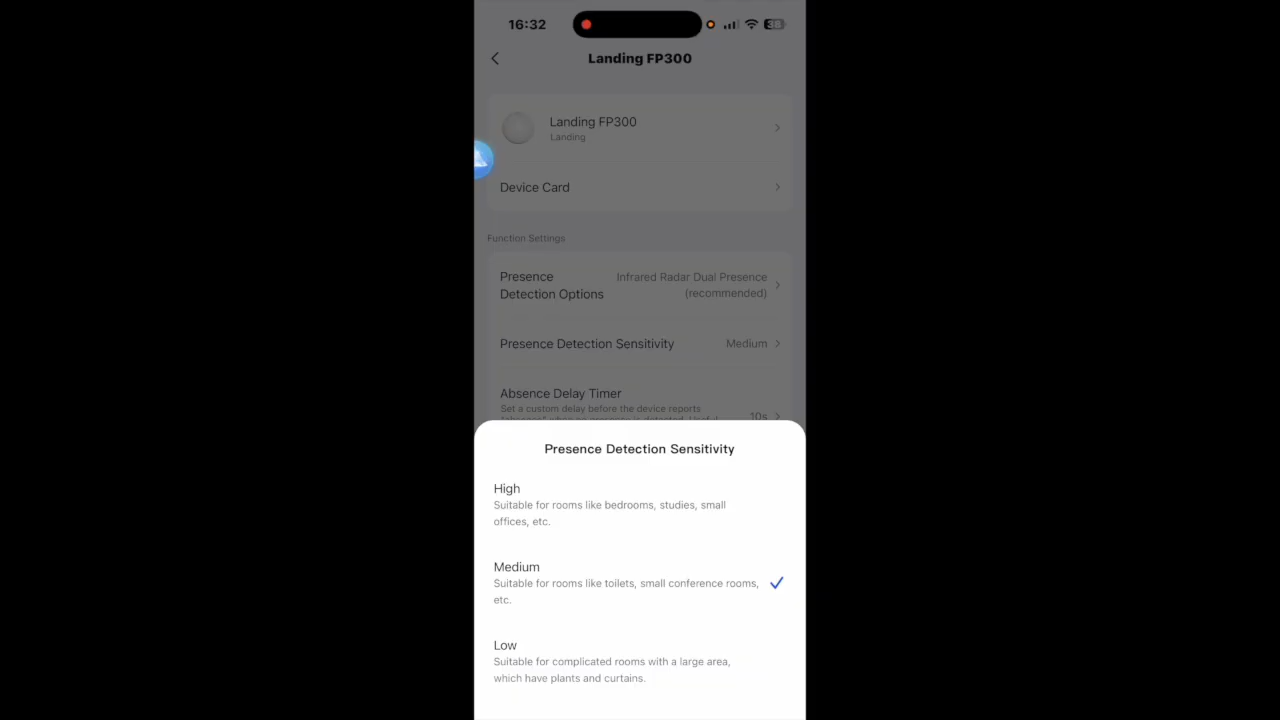 16:32
Landing FP300
Landing FP300
Landing
Device Card
Function Settings
Presence
Detection Options
Infrared Radar Dual Presence
(recommended)
Presence Detection Sensitivity
Medium
Absence Delay Timer
Set a custom delay before the device reports
10s
Presence Detection Sensitivity
High
Suitable for rooms like bedrooms, studies, small
offices, etc.
Medium
Suitable for rooms like toilets, small conference rooms,
etc.
Low
Suitable for complicated rooms with a large area,
which have plants and curtains.